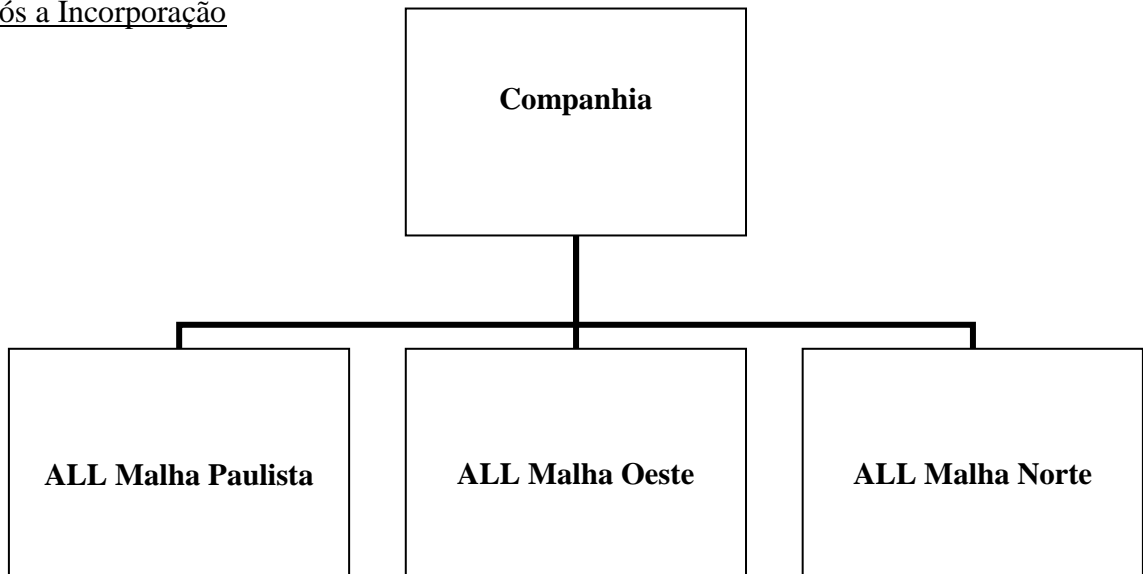 ós a Incorporação
Companhia
ALL Malha Paulista
ALL Malha Oeste
ALL Malha Norte